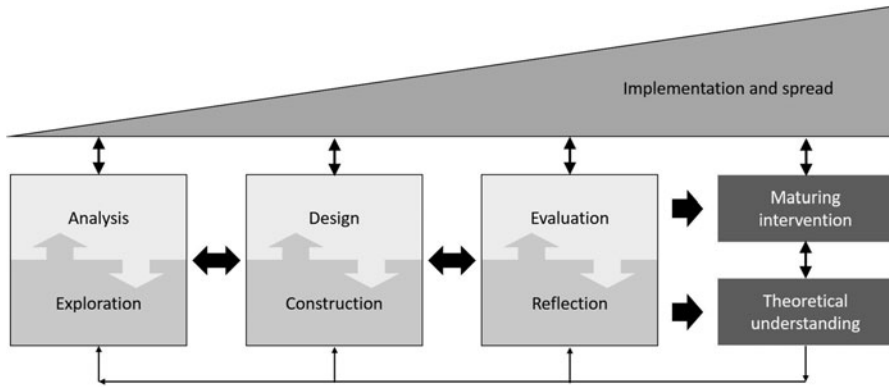 Implementation and spread
Analysis
Exploration
Design
Construction
Evaluation
Reflection
Maturing
intervention
Theoretical
understanding